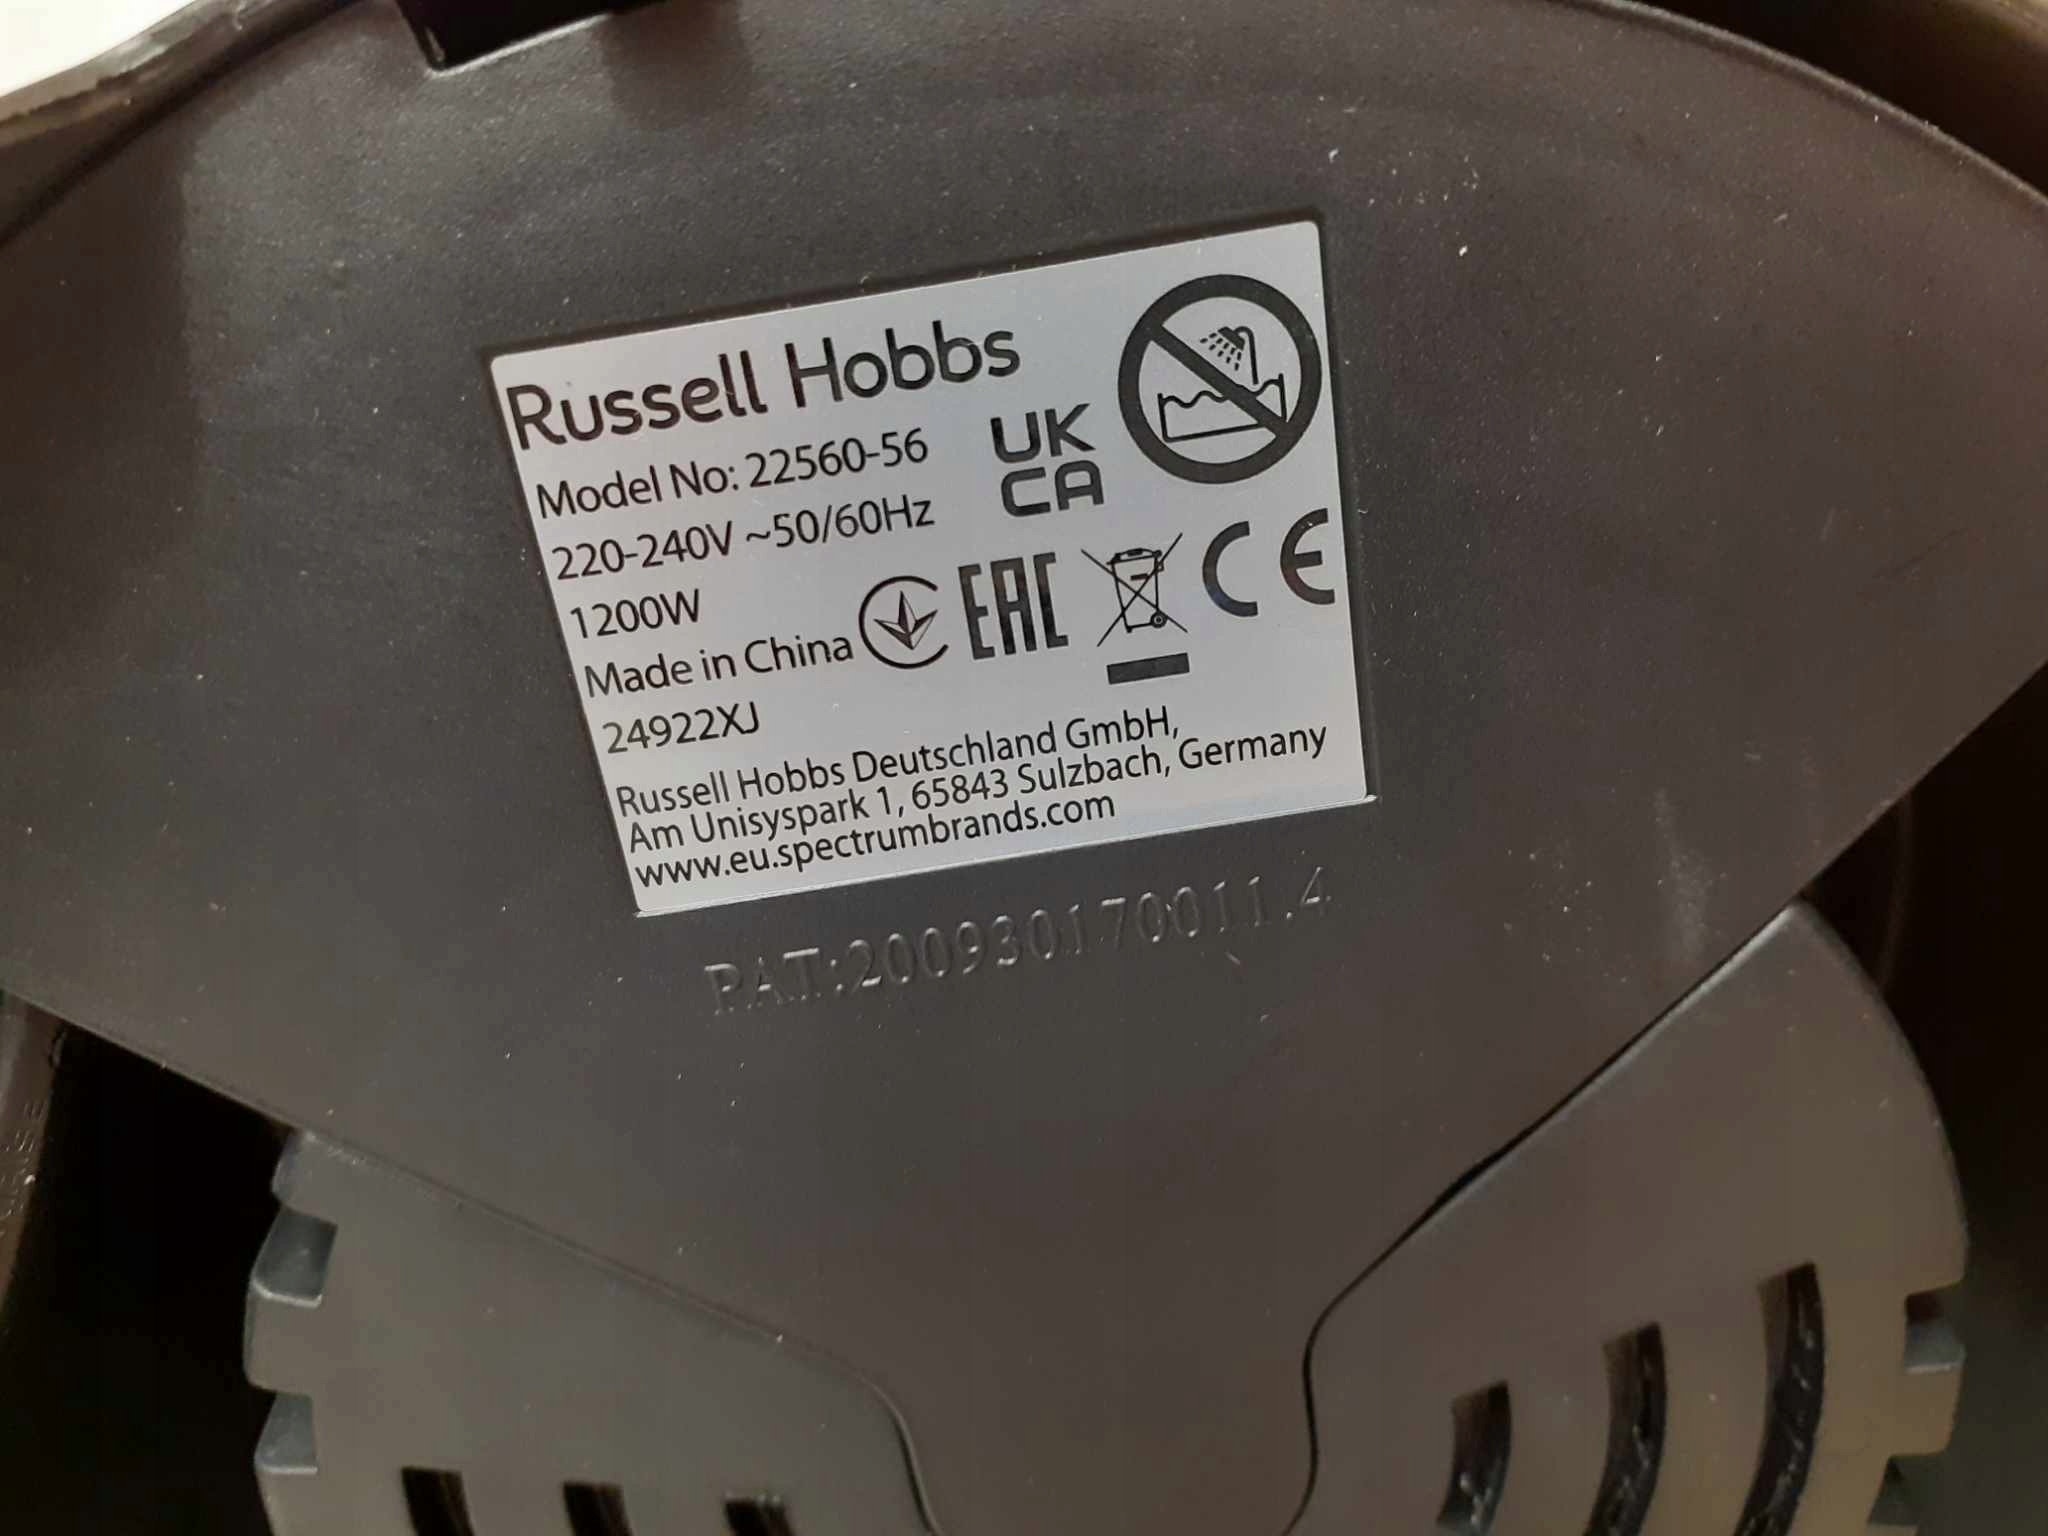 Russell Hobbs
Model No: 22560-56
220-240V ~50/60Hz
1200W
Made in China
24922XJ
UK
CA
EAC
CE
Russell Hobbs Deutschland GmbH,
Am Unisyspark 1, 65843 Sulzbach, Germany
www.eu.spectrumbrands.com
PAT:200930170011.4